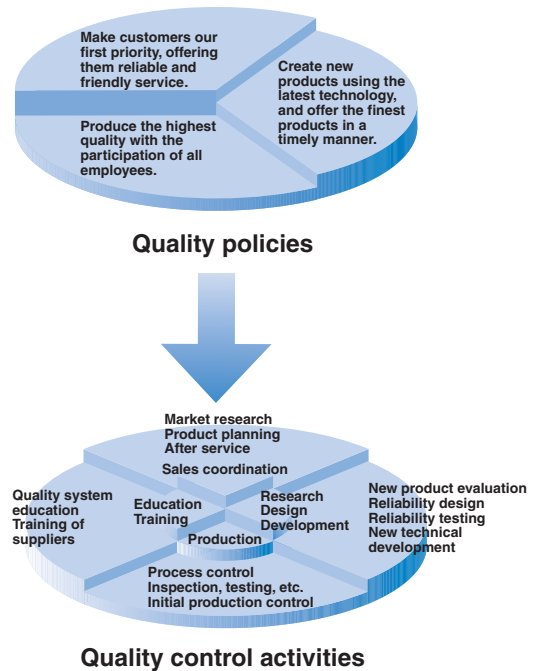 Make customers our
first priority, offering
them reliable and
friendly service.
Create new
products using the
latest technology,
and offer the finest
products in a
timely manner.
Produce the highest
quality with the
participation of all
employees.
Quality policies
Market research
Product planning
After service
Sales coordination
Quality system
education
Training of
suppliers
Education
Training
Research
Design
Development
New product evaluation
Reliability design
Reliability testing
New technical
development
Production
Process control
Inspection, testing, etc.
Initial production control
Quality control activities